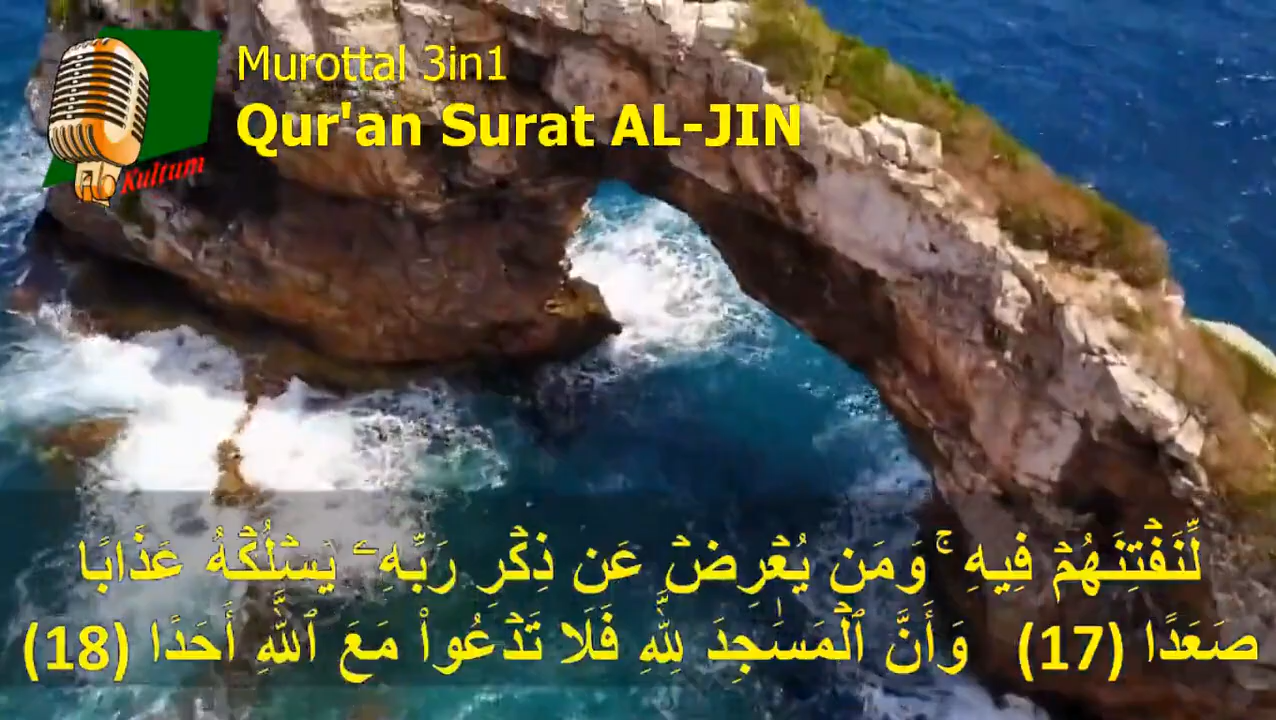 Murottal 3in1
Qur'an Surat AL-JIN
Kultum
لِّنَفۡتِنَهُمۡ فِيهِۚ وَمَن يُعۡرِضۡ عَن ذِكۡرِ رَبِّهِۦ يَسۡلُكۡهُ عَذَابٗا
صَعَدٗا (17) وَأَنَّ ٱلۡمَسَٰجِدَ لِلَّهِ فَلَا تَدۡعُواْ مَعَ ٱللَّهِ أَحَدٗا (18)